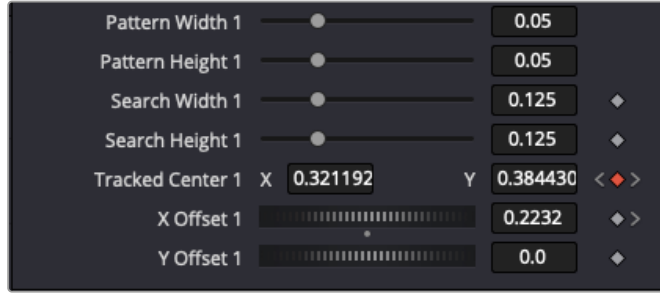 Pattern Width 1 0.05
Pattern Height 1 0.05
Search Width 1 0.125
Search Height 1 0.125
Tracked Center 1 X 0.321192 Y 0.384430
X Offset 1 0.2232
Y Offset 1 0.0